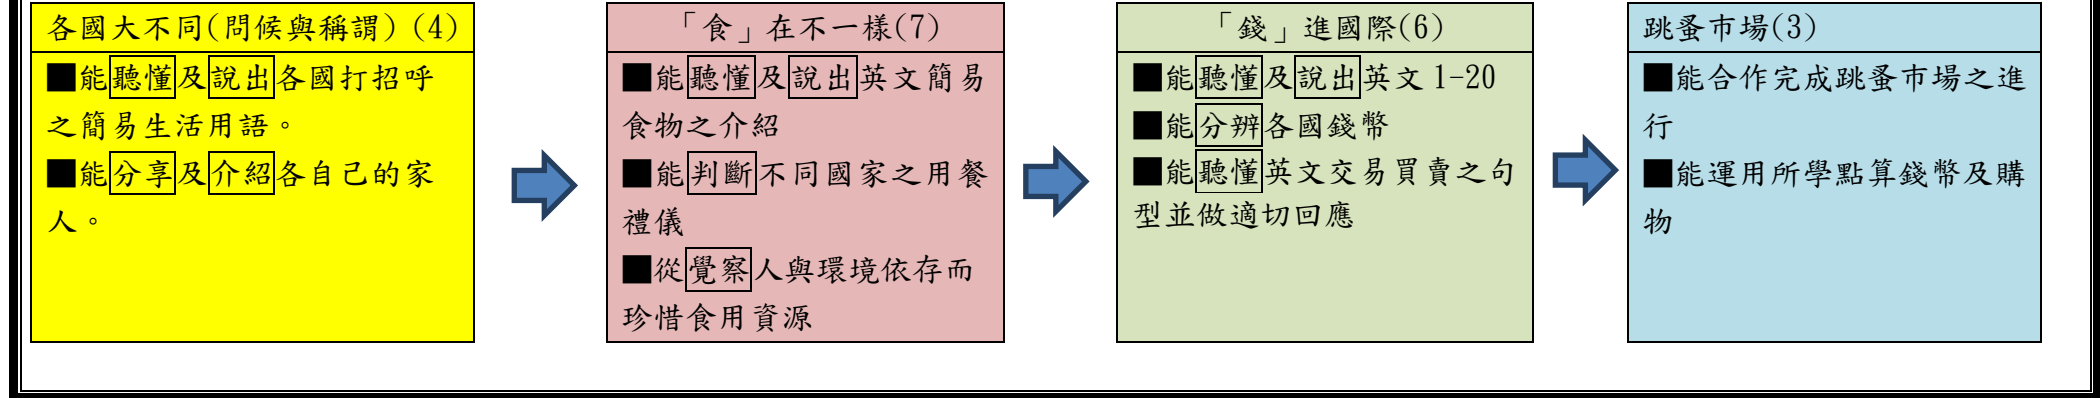 各國大不同(問候與稱謂) (4)
■能聽懂及說出各國打招呼
之簡易生活用語。
■能分享及介紹各自己的家
人。
「食」在不一樣(7)
■能聽懂及說出英文簡易
食物之介紹
■能判斷不同國家之用餐
禮儀
■從覺察人與環境依存而
珍惜食用資源
「錢」進國際(6)
■能聽懂及說出英文 1-20
■能分辨各國錢幣
■能聽懂英文交易買賣之句
型並做適切回應
跳蚤市場(3)
■能合作完成跳蚤市場之進
行
■能運用所學點算錢幣及購
物